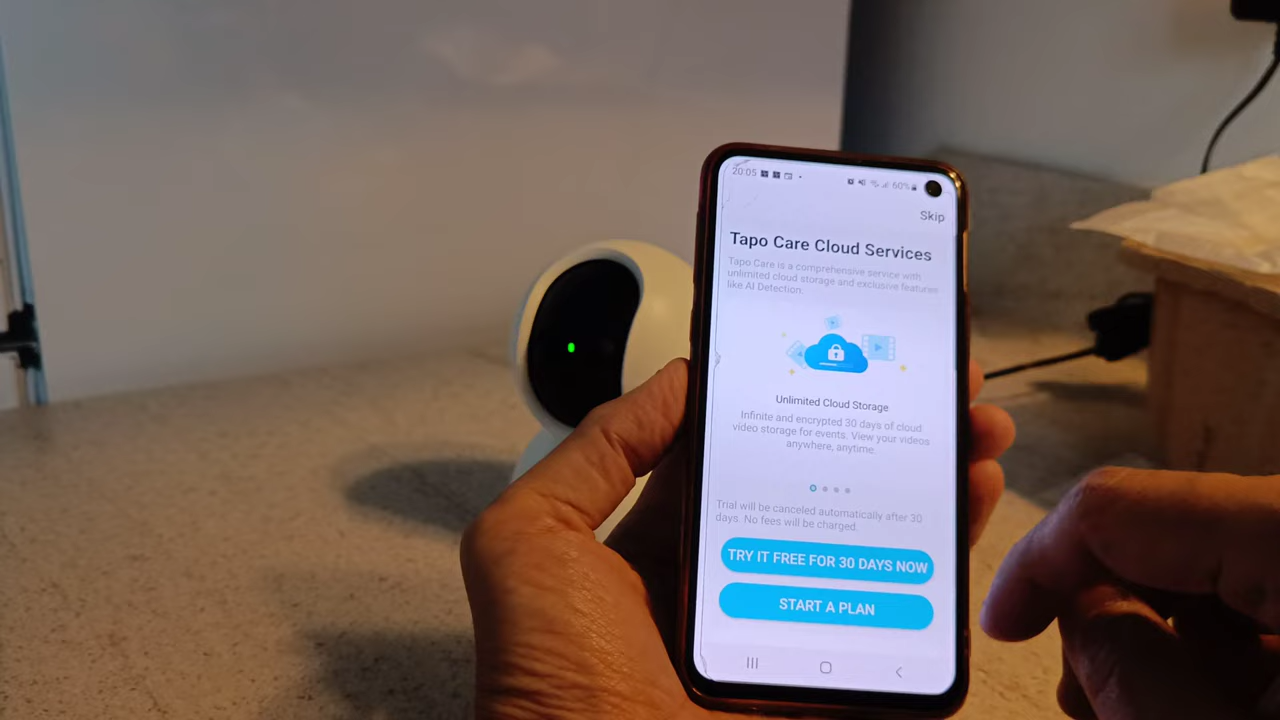 20:05
60%
Skip
Tapo Care Cloud Services
Tapo Care is a comprehensive service with
unlimited cloud storage and exclusive features
like AI Detection.
Unlimited Cloud Storage
Infinite and encrypted 30 days of cloud
video storage for events. View your videos
anywhere, anytime.
Trial will be canceled automatically after 30
days. No fees will be charged.
TRY IT FREE FOR 30 DAYS NOW
START A PLAN